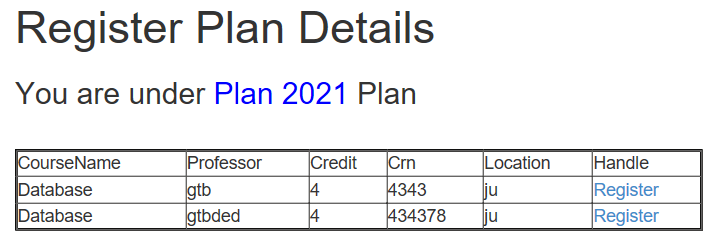 Register Plan Details
You are under Plan 2021 Plan
CourseName Professor Credit Crn Location Handle
Database gtb 4 4343 ju Register
Database gtbded 4 434378 ju Register